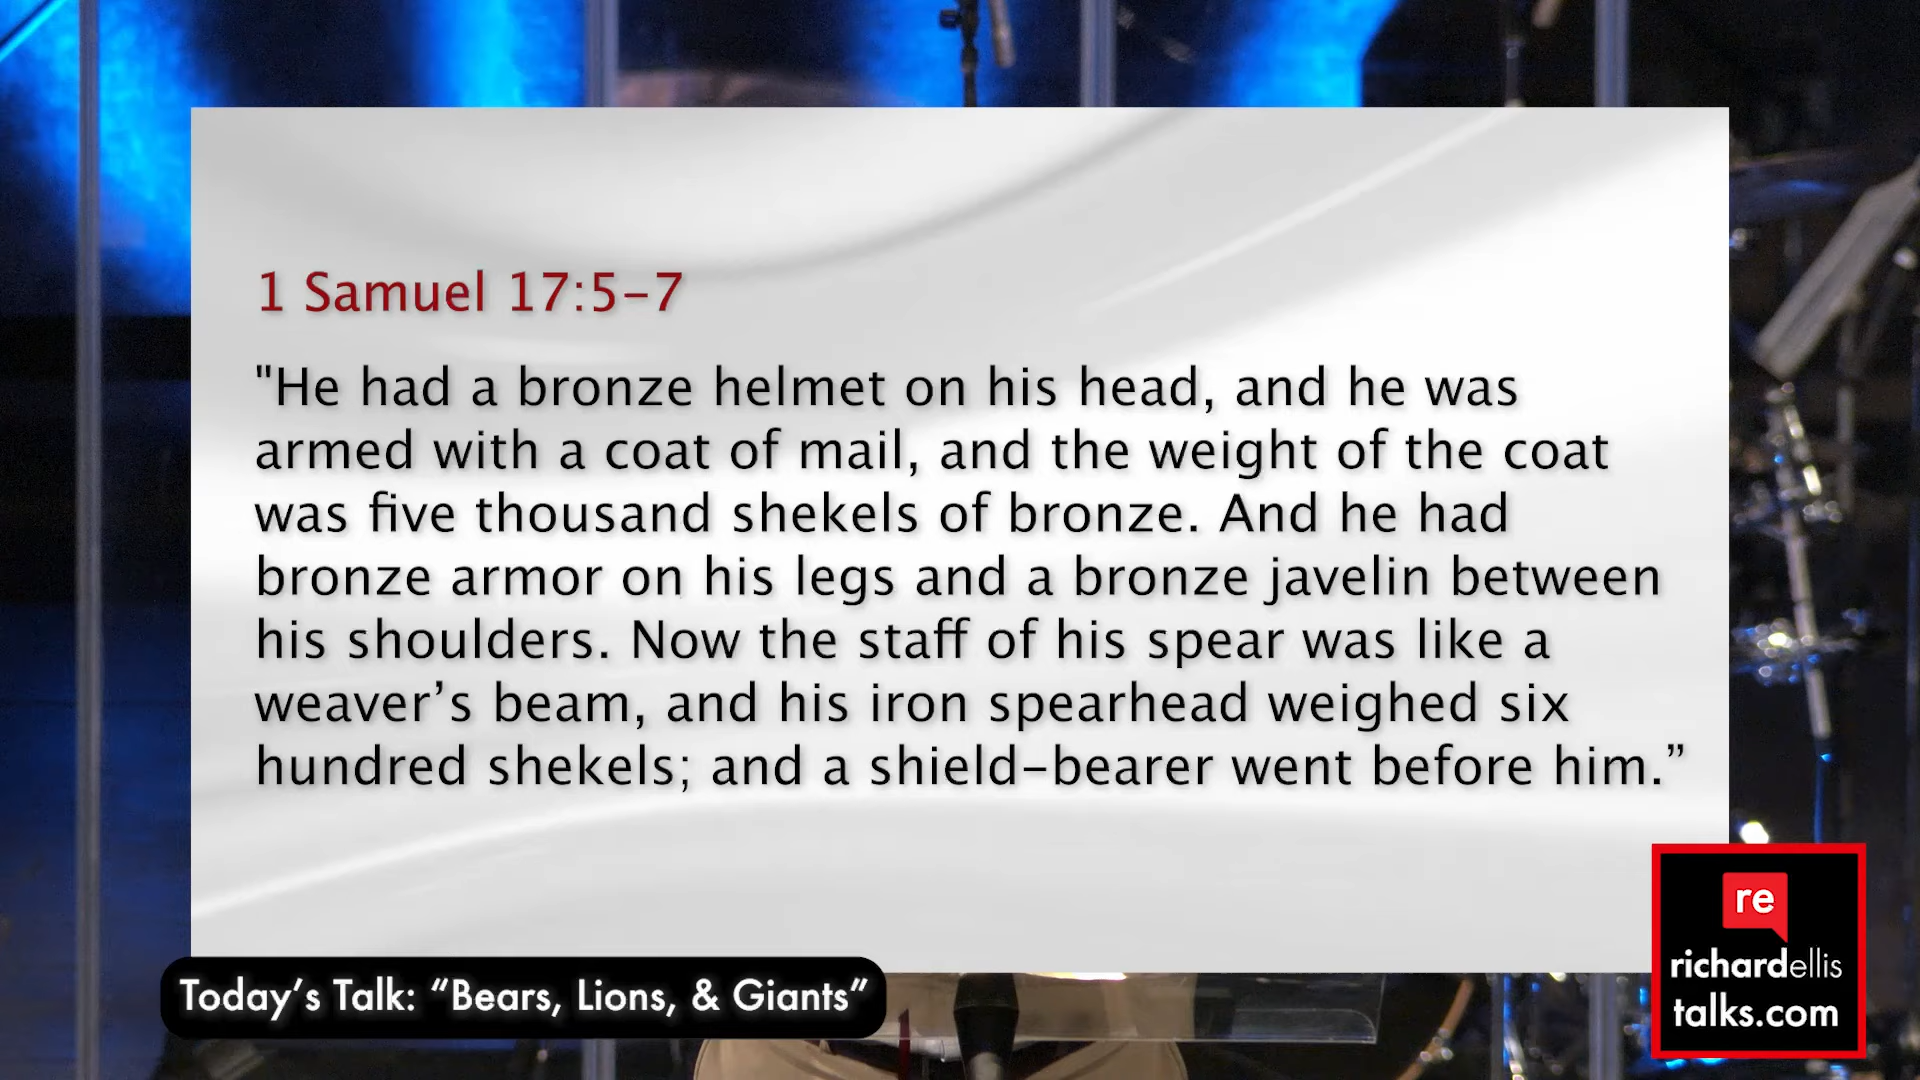 1 Samuel 17:5-7
"He had a bronze helmet on his head, and he was
armed with a coat of mail, and the weight of the coat
was five thousand shekels of bronze. And he had
bronze armor on his legs and a bronze javelin between
his shoulders. Now the staff of his spear was like a
weaver’s beam, and his iron spearhead weighed six
hundred shekels; and a shield-bearer went before him.”
Today’s Talk: “Bears, Lions, & Giants”
re
richardellis
talks.com